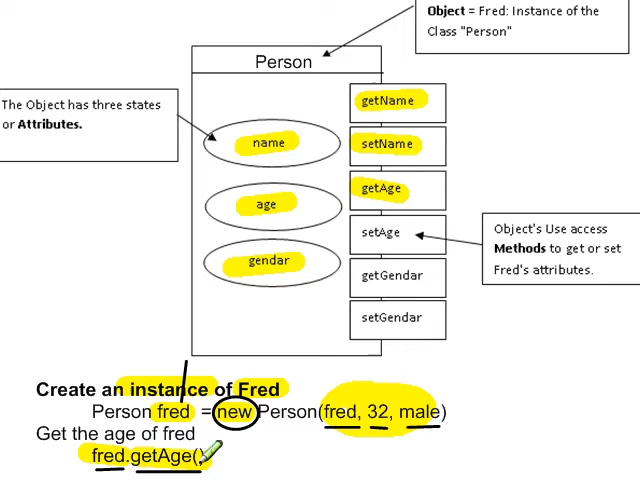 Object = Fred: Instance of the
Class "Person"
Person
The Object has three states
or Attributes.
name
age
gendar
getName
setName
getAge
setAge
getGendar
setGendar
Object's Use access
Methods to get or set
Fred's attributes.
Create an instance of Fred
Person fred = new Person(fred, 32, male)
Get the age of fred
fred.getAge()